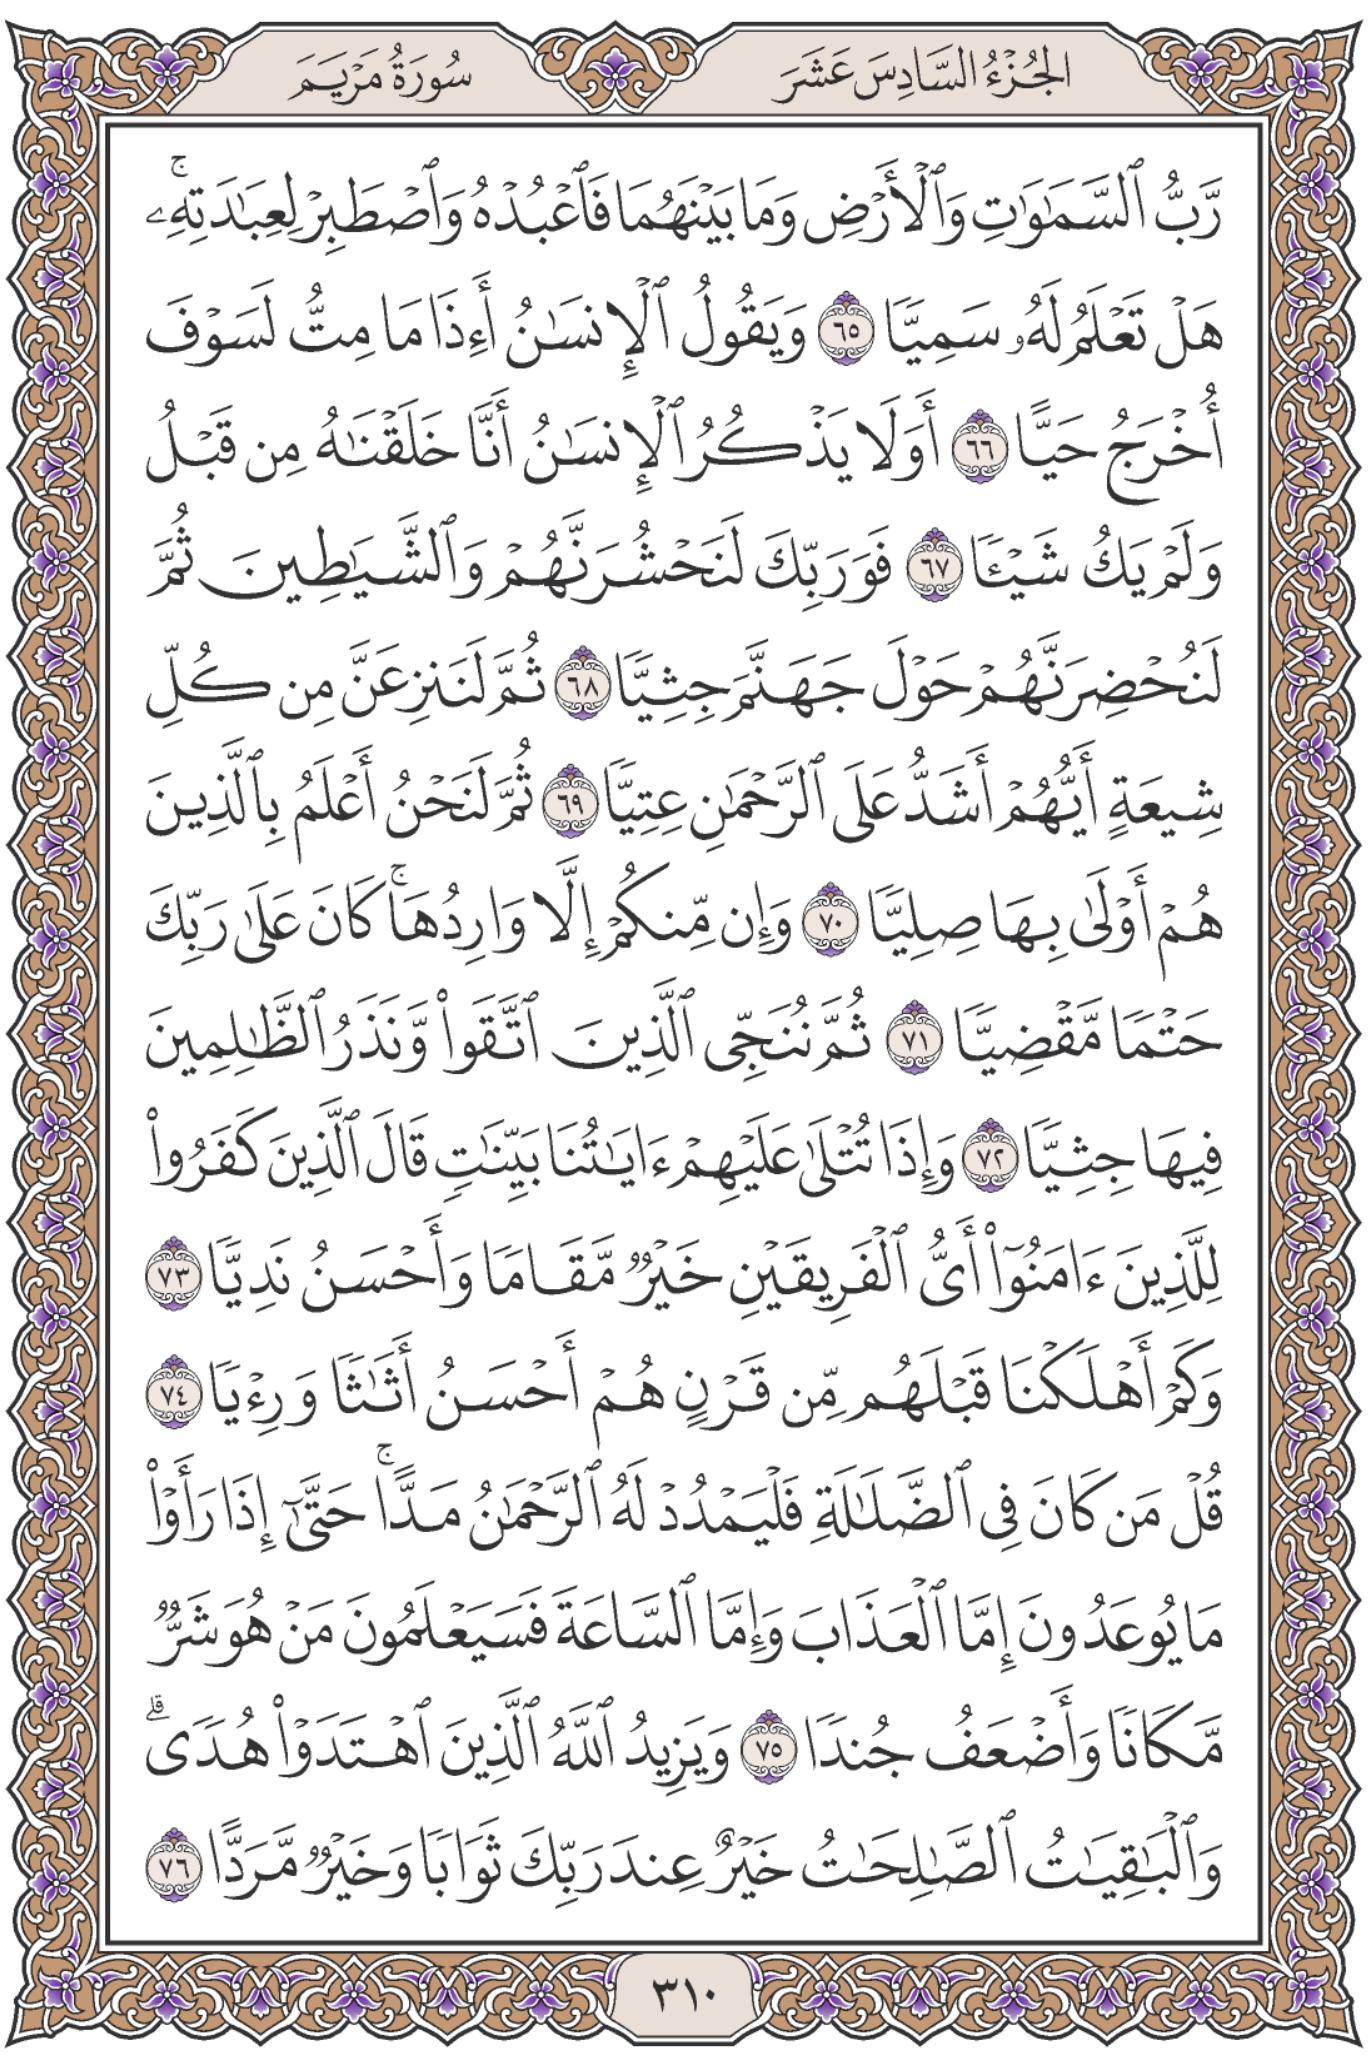 الجُزْءُ السَّادِسَ عَشَرَ
سُورَةُ مَرْيَمَ
رَّبُّ ٱلسَّمَٰوَٰتِ وَٱلْأَرْضِ وَمَا بَيْنَهُمَا فَٱعْبُدْهُ وَٱصْطَبِرْ لِعِبَٰدَتِهِۦۚ
هَلْ تَعْلَمُ لَهُۥ سَمِيًّا ٦٥ وَيَقُولُ ٱلْإِنسَٰنُ أَءِذَا مَا مِتُّ لَسَوْفَ
أُخْرَجُ حَيًّا ٦٦ أَوَلَا يَذْكُرُ ٱلْإِنسَٰنُ أَنَّا خَلَقْنَٰهُ مِن قَبْلُ
وَلَمْ يَكُ شَيْـًٔا ٦٧ فَوَرَبِّكَ لَنَحْشُرَنَّهُمْ وَٱلشَّيَٰطِينَ ثُمَّ
لَنُحْضِرَنَّهُمْ حَوْلَ جَهَنَّمَ جِثِيًّا ٦٨ ثُمَّ لَنَنزِعَنَّ مِن كُلِّ
شِيعَةٍ أَيُّهُمْ أَشَدُّ عَلَى ٱلرَّحْمَٰنِ عِتِيًّا ٦٩ ثُمَّ لَنَحْنُ أَعْلَمُ بِٱلَّذِينَ
هُمْ أَوْلَىٰ بِهَا صِلِيًّا ٧٠ وَإِن مِّنكُمْ إِلَّا وَارِدُهَاۚ كَانَ عَلَىٰ رَبِّكَ
حَتْمًا مَّقْضِيًّا ٧١ ثُمَّ نُنَجِّى ٱلَّذِينَ ٱتَّقَوا۟ وَّنَذَرُ ٱلظَّٰلِمِينَ
فِيهَا جِثِيًّا ٧٢ وَإِذَا تُتْلَىٰ عَلَيْهِمْ ءَايَٰتُنَا بَيِّنَٰتٍ قَالَ ٱلَّذِينَ كَفَرُوا۟
لِلَّذِينَ ءَامَنُوٓا۟ أَىُّ ٱلْفَرِيقَيْنِ خَيْرٌ مَّقَامًا وَأَحْسَنُ نَدِيًّا ٧٣
وَكَمْ أَهْلَكْنَا قَبْلَهُم مِّن قَرْنٍ هُمْ أَحْسَنُ أَثَٰثًا وَرِءْيًا ٧٤
قُلْ مَن كَانَ فِى ٱلضَّلَٰلَةِ فَلْيَمْدُدْ لَهُ ٱلرَّحْمَٰنُ مَدًّاۚ حَتَّىٰٓ إِذَا رَأَوْا۟
مَا يُوعَدُونَ إِمَّا ٱلْعَذَابَ وَإِمَّا ٱلسَّاعَةَ فَسَيَعْلَمُونَ مَنْ هُوَ شَرٌّ
مَّكَانًا وَأَضْعَفُ جُندًا ٧٥ وَيَزِيدُ ٱللَّهُ ٱلَّذِينَ ٱهْتَدَوْا۟ هُدًىۗ
وَٱلْبَٰقِيَٰتُ ٱلصَّٰلِحَٰتُ خَيْرٌ عِندَ رَبِّكَ ثَوَابًا وَخَيْرٌ مَّرَدًّا ٧٦
٣١٠